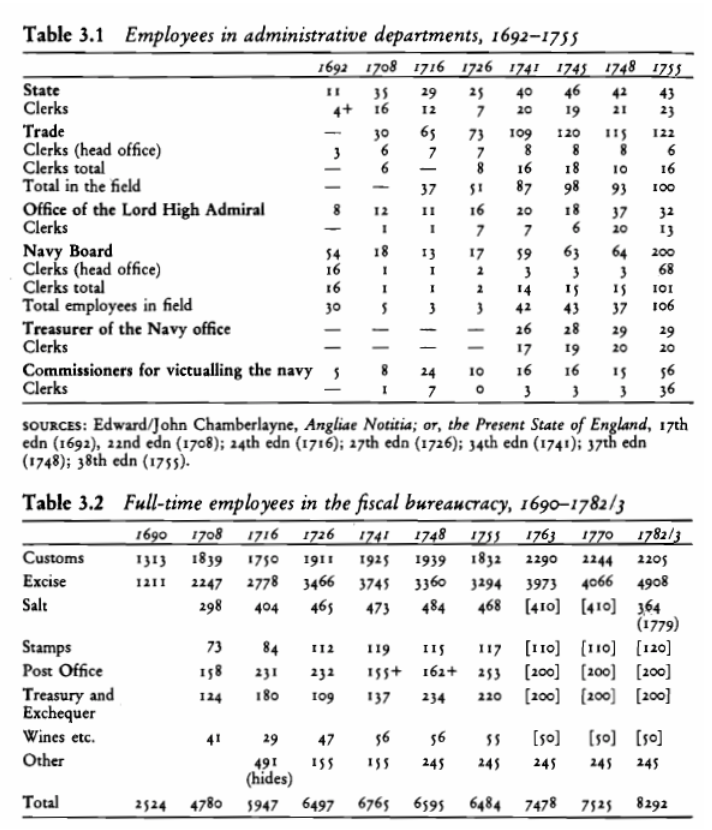 Table 3.1 Employees in administrative departments, 1692–1755
1692 1708 1716 1726 1741 1745 1748 1755
State 11 35 29 25 40 46 42 43
Clerks 4+ 16 12 7 20 19 21 23
Trade — 30 65 73 109 120 115 122
Clerks (head office) 3 6 7 7 8 8 8 6
Clerks total — 6 — 8 16 18 10 16
Total in the field — — 37 51 87 98 93 100
Office of the Lord High Admiral 8 12 11 16 20 18 37 32
Clerks — 1 1 7 7 6 20 13
Navy Board 54 18 13 17 59 63 64 200
Clerks (head office) 16 1 1 2 3 3 3 68
Clerks total 16 1 1 2 14 15 15 101
Total employees in field 30 5 3 3 42 43 37 106
Treasurer of the Navy office — — — — 26 28 29 29
Clerks — — — — 17 19 20 20
Commissioners for victualling the navy 5 8 24 10 16 16 15 56
Clerks — 1 7 0 3 3 3 36
SOURCES: Edward/John Chamberlayne, Angliae Notitia; or, the Present State of England, 17th
edn (1692), 22nd edn (1708); 24th edn (1716); 27th edn (1726); 34th edn (1741); 37th edn
(1748); 38th edn (1755).
Table 3.2 Full-time employees in the fiscal bureaucracy, 1690–1782/3
1690 1708 1716 1726 1741 1748 1755 1763 1770 1782/3
Customs 1313 1839 1750 1911 1925 1939 1832 2290 2244 2205
Excise 1211 2247 2778 3466 3745 3360 3294 3973 4066 4908
Salt 298 404 465 473 484 468 [410] [410] 364
(1779)
Stamps 73 84 112 119 115 117 [110] [110] [120]
Post Office 158 231 232 155+ 162+ 253 [200] [200] [200]
Treasury and 124 180 109 137 234 220 [200] [200] [200]
Exchequer
Wines etc. 41 29 47 56 56 55 [50] [50] [50]
Other 491 155 155 245 245 245 245 245
(hides)
Total 2524 4780 5947 6497 6765 6595 6484 7478 7525 8292